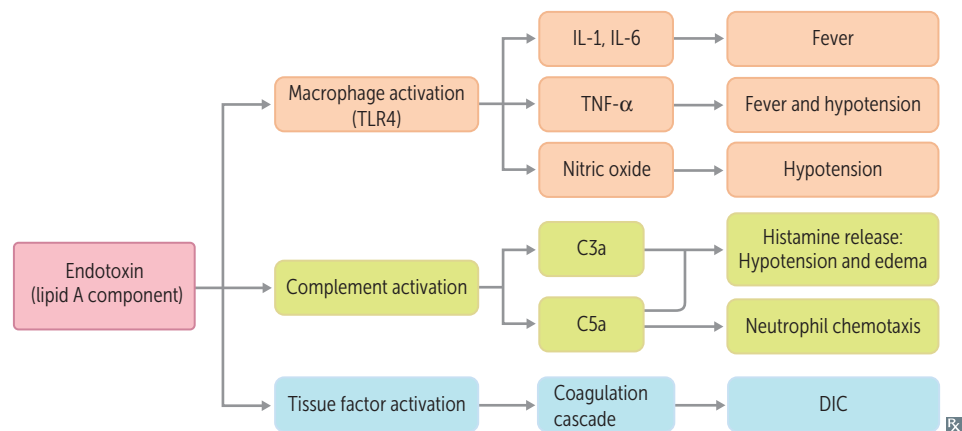 IL-1, IL-6
Fever
Macrophage activation
(TLR4)
TNF-α
Fever and hypotension
Nitric oxide
Hypotension
Endotoxin
(lipid A component)
Complement activation
C3a
Histamine release:
Hypotension and edema
C5a
Neutrophil chemotaxis
Tissue factor activation
Coagulation
cascade
DIC
℞